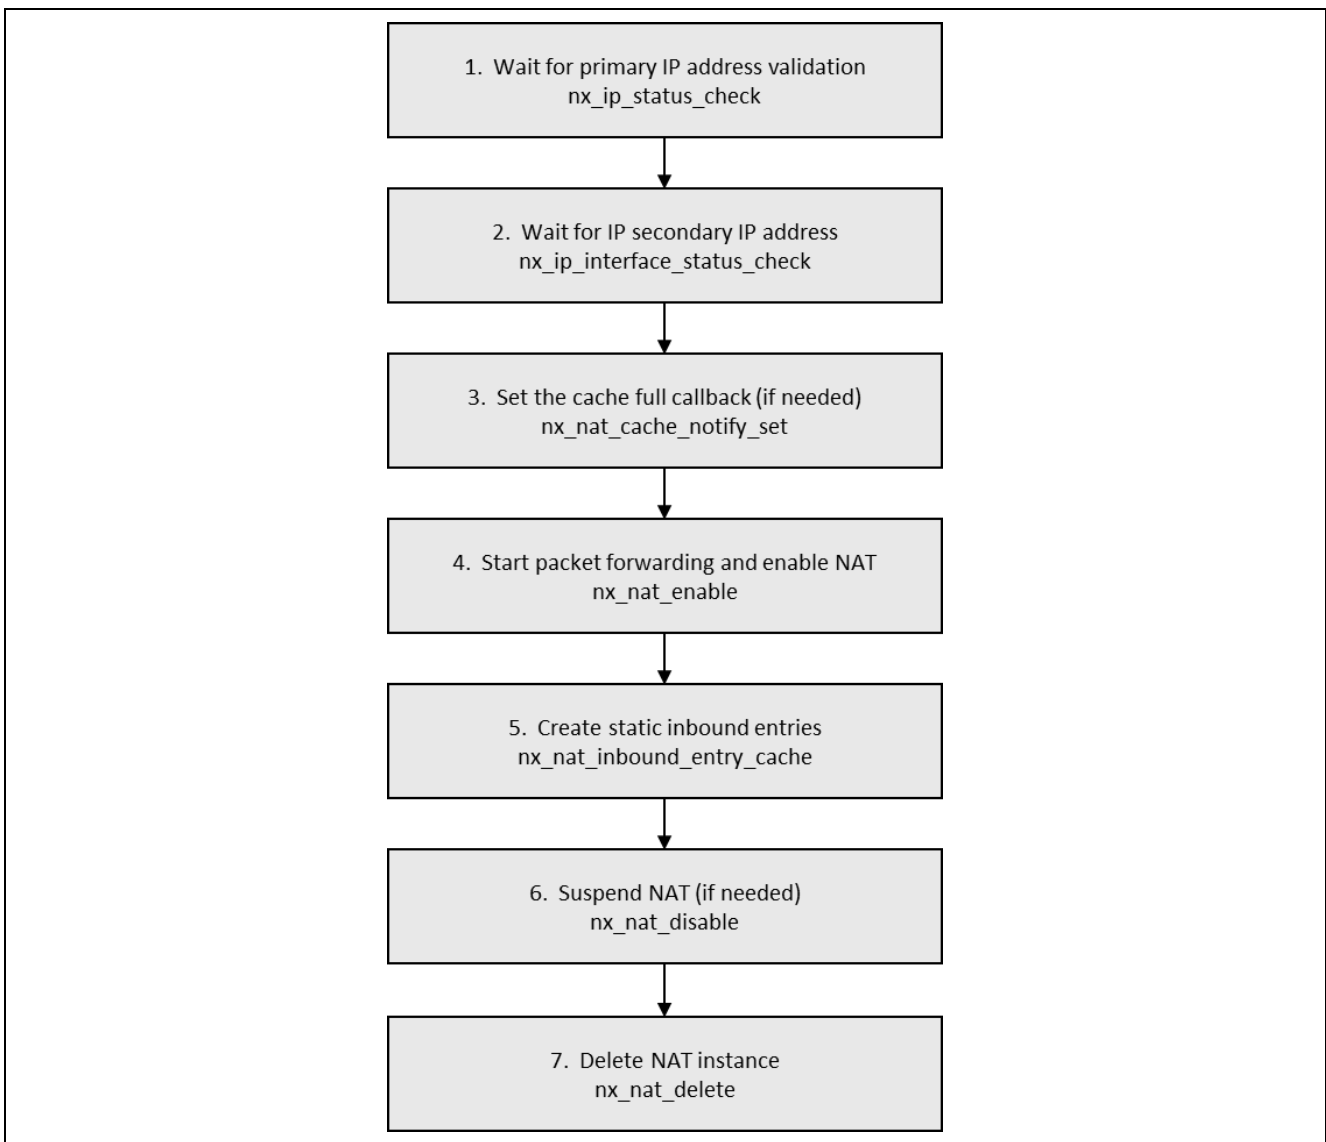 1. Wait for primary IP address validation
nx_ip_status_check
2. Wait for IP secondary IP address
nx_ip_interface_status_check
3. Set the cache full callback (if needed)
nx_nat_cache_notify_set
4. Start packet forwarding and enable NAT
nx_nat_enable
5. Create static inbound entries
nx_nat_inbound_entry_cache
6. Suspend NAT (if needed)
nx_nat_disable
7. Delete NAT instance
nx_nat_delete